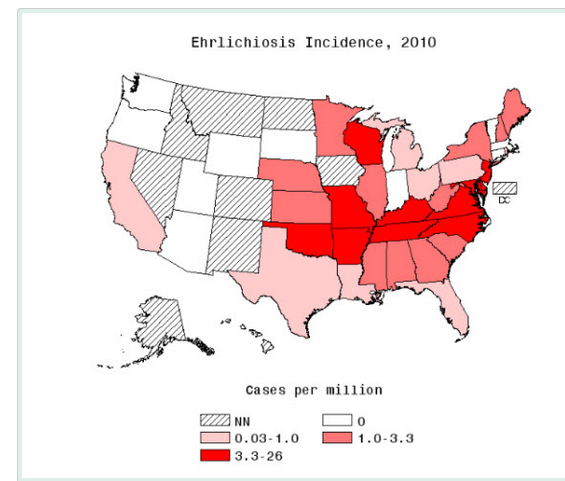 Ehrlichiosis Incidence, 2010
DC
Cases per million
NN 0
0.03-1.0 1.0-3.3
3.3-26